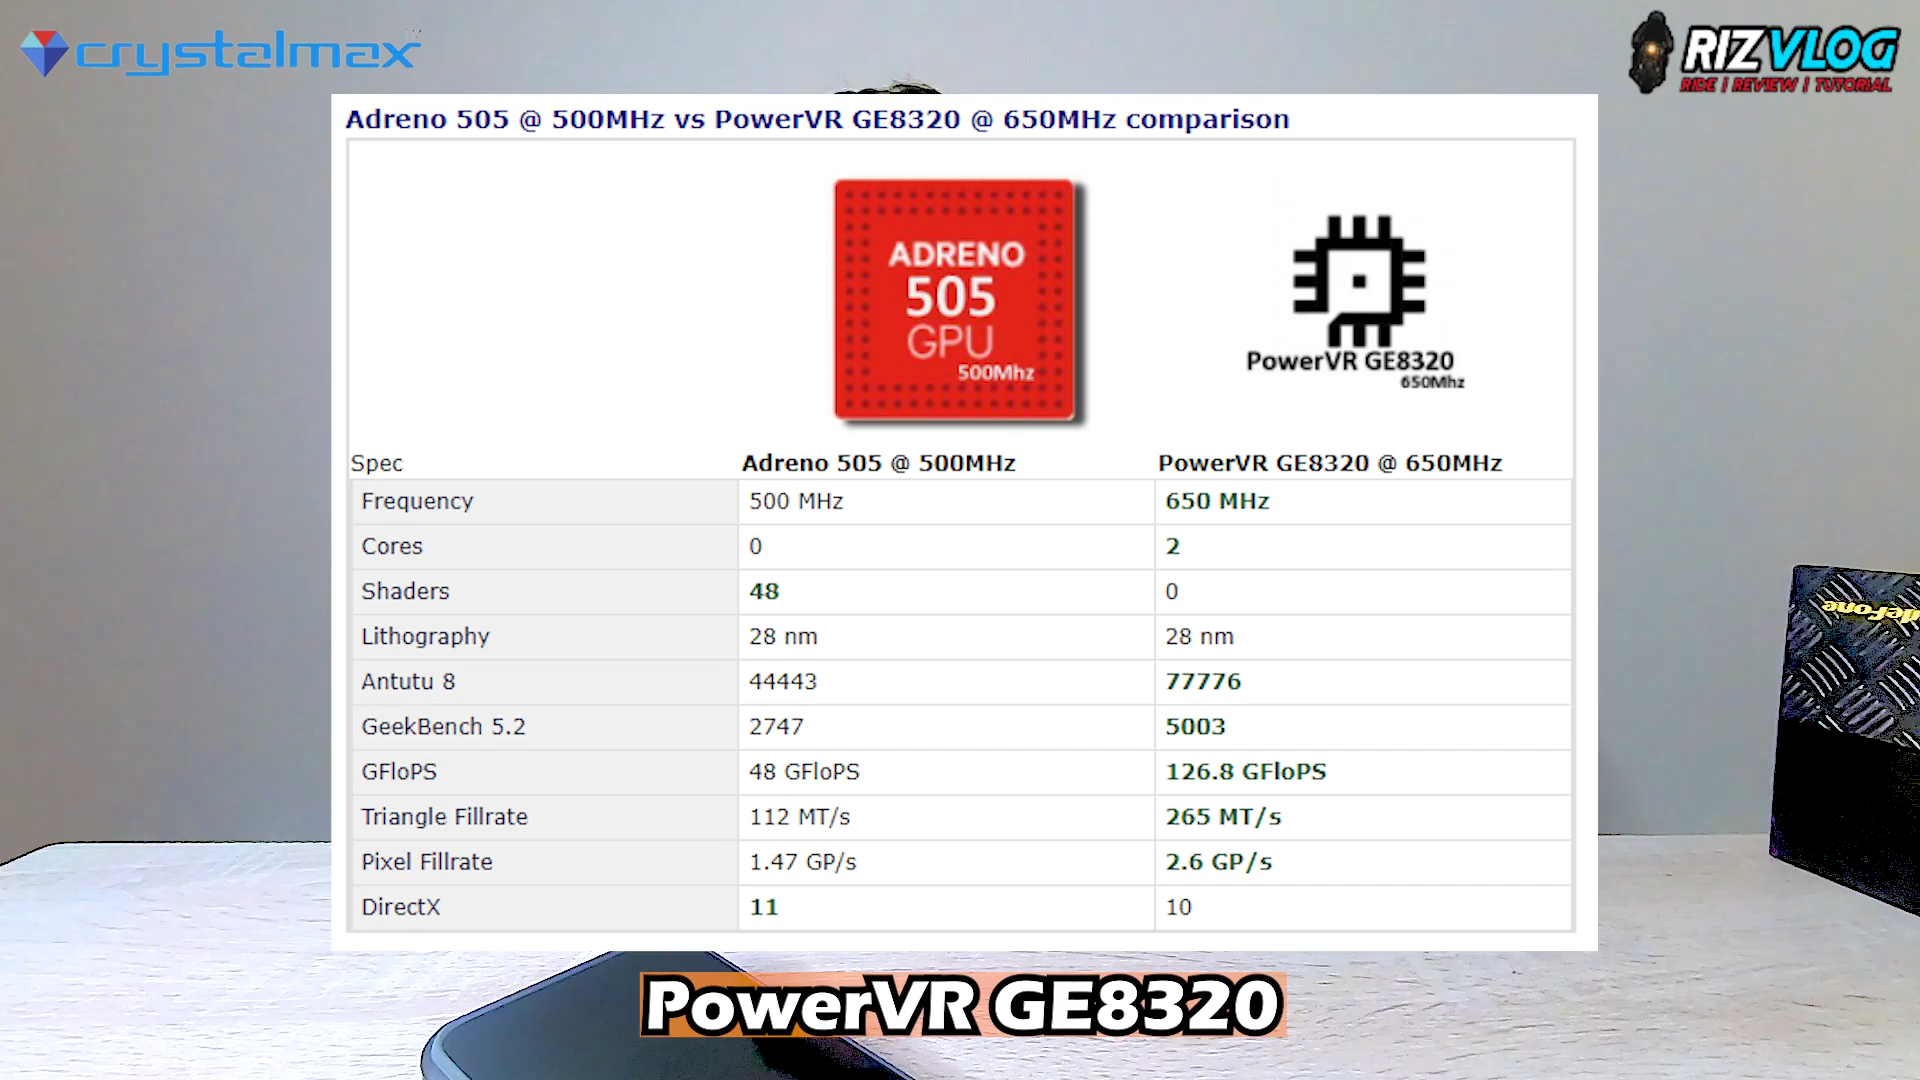 crystalmax
RIZVLOG
RIDE | REVIEW | TUTORIAL
Adreno 505 @ 500MHz vs PowerVR GE8320 @ 650MHz comparison
ADRENO
505
GPU
500Mhz
PowerVR GE8320
650Mhz
Spec Adreno 505 @ 500MHz PowerVR GE8320 @ 650MHz
Frequency 500 MHz 650 MHz
Cores 0 2
Shaders 48 0
Lithography 28 nm 28 nm
Antutu 8 44443 77776
GeekBench 5.2 2747 5003
GFloPS 48 GFloPS 126.8 GFloPS
Triangle Fillrate 112 MT/s 265 MT/s
Pixel Fillrate 1.47 GP/s 2.6 GP/s
DirectX 11 10
PowerVR GE8320